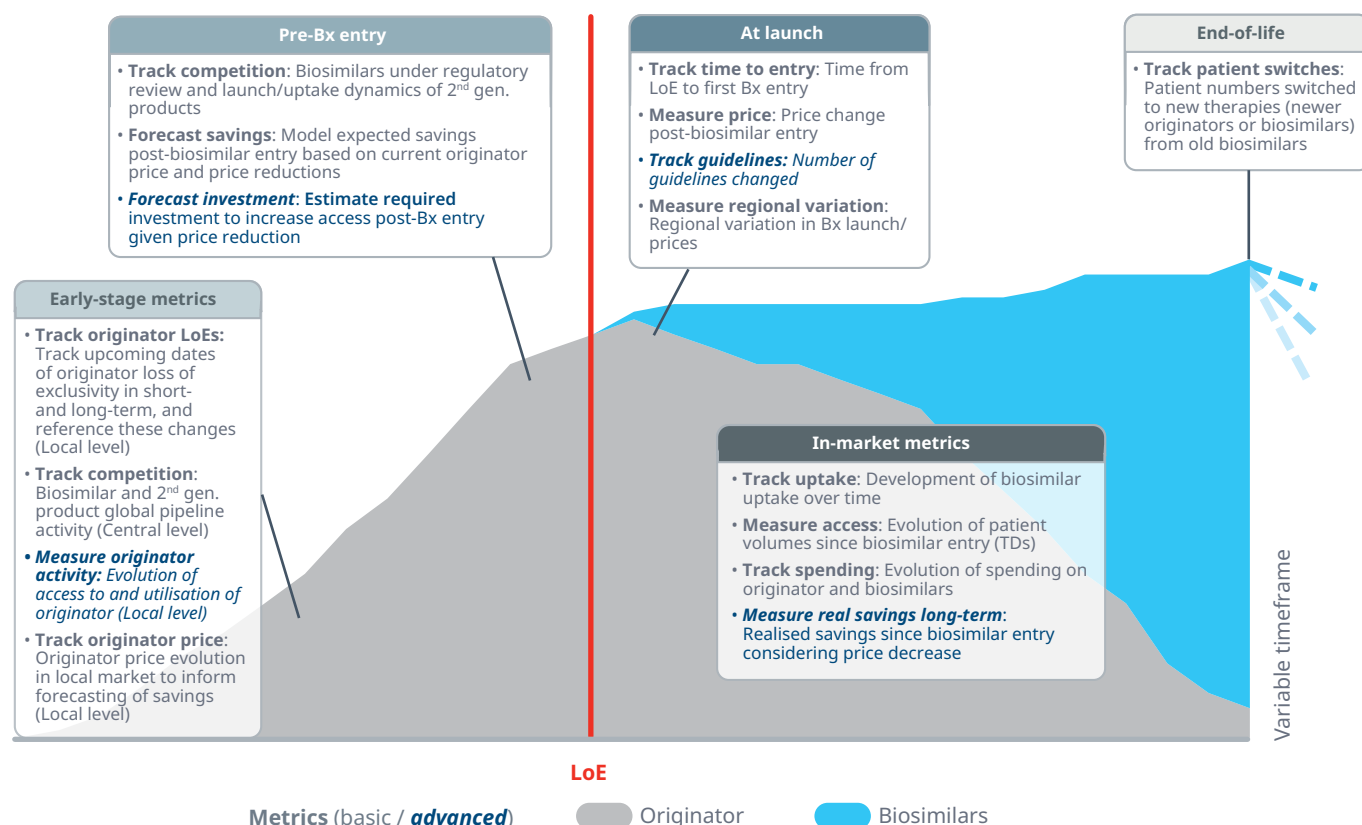 Pre-Bx entry
• Track competition: Biosimilars under regulatory
review and launch/uptake dynamics of 2nd gen.
products
• Forecast savings: Model expected savings
post-biosimilar entry based on current originator
price and price reductions
• Forecast investment: Estimate required
investment to increase access post-Bx entry
given price reduction
At launch
• Track time to entry: Time from
LoE to first Bx entry
• Measure price: Price change
post-biosimilar entry
• Track guidelines: Number of
guidelines changed
• Measure regional variation:
Regional variation in Bx launch/
prices
End-of-life
• Track patient switches:
Patient numbers switched
to new therapies (newer
originators or biosimilars)
from old biosimilars
Early-stage metrics
• Track originator LoEs:
Track upcoming dates
of originator loss of
exclusivity in short-
and long-term, and
reference these changes
(Local level)
• Track competition:
Biosimilar and 2nd gen.
product global pipeline
activity (Central level)
• Measure originator
activity: Evolution of
access to and utilisation of
originator (Local level)
• Track originator price:
Originator price evolution
in local market to inform
forecasting of savings
(Local level)
In-market metrics
• Track uptake: Development of biosimilar
uptake over time
• Measure access: Evolution of patient
volumes since biosimilar entry (TDs)
• Track spending: Evolution of spending on
originator and biosimilars
• Measure real savings long-term:
Realised savings since biosimilar entry
considering price decrease
Variable timeframe
LoE
Metrics (basic / advanced)
Originator
Biosimilars